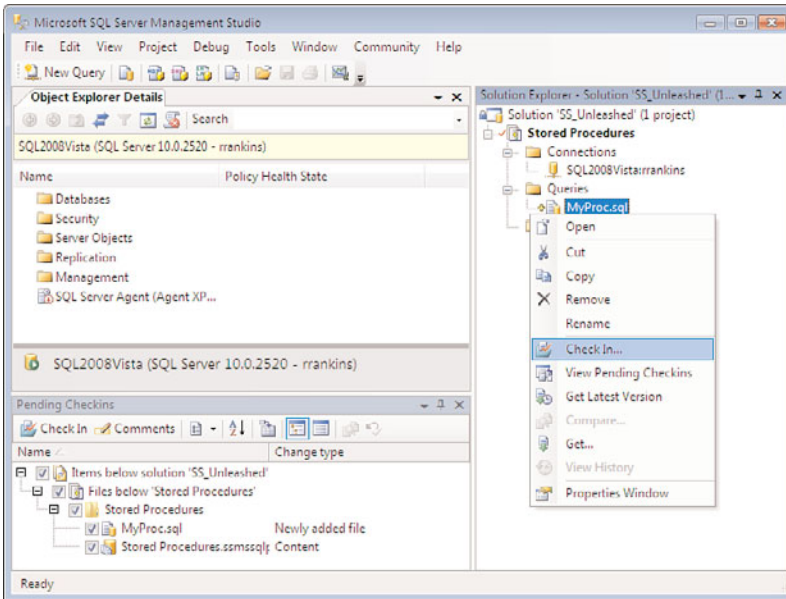 Microsoft SQL Server Management Studio
File Edit View Project Debug Tools Window Community Help
New Query
Object Explorer Details
Search
SQL2008Vista (SQL Server 10.0.2520 - rrankins)
Name Policy Health State
Databases
Security
Server Objects
Replication
Management
SQL Server Agent (Agent XP...
SQL2008Vista (SQL Server 10.0.2520 - rrankins)
Pending Checkins
Check In Comments
Name Change type
Items below solution 'SS_Unleashed'
Files below 'Stored Procedures'
Stored Procedures
MyProc.sql Newly added file
Stored Procedures.ssmssqlp Content
Ready
Solution Explorer - Solution 'SS_Unleashed' (1...
Solution 'SS_Unleashed' (1 project)
Stored Procedures
Connections
SQL2008Vista:rrankins
Queries
MyProc.sql
Open
Cut
Copy
Remove
Rename
Check In...
View Pending Checkins
Get Latest Version
Compare...
Get...
View History
Properties Window